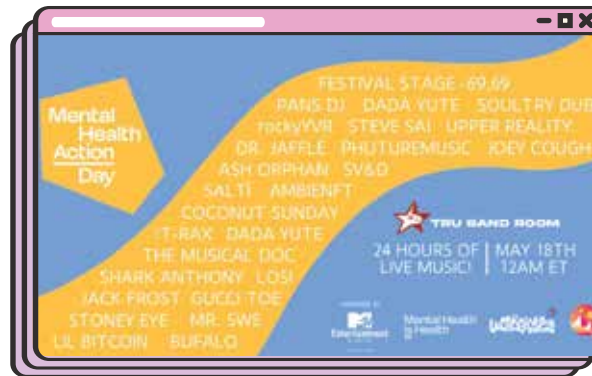 Mental
Health
Action
Day
FESTIVAL STAGE -69,69
PANS DJ DADA YUTE SOULTRY DUB
rockyYVR STEVE SAI UPPER REALITY.
DR. JAFFLE PHUTUREMUSIC JOEY COUGH
ASH ORPHAN SV&O
SALTÍ AMBIENFT
COCONUT SUNDAY
T-RAX DADA YUTE
THE MUSICAL DOC
SHARK ANTHONY LOSI
JACK FROST GUCCI TOE
STONEY EYE MR. SWE
LIL BITCOIN BUFALO
TRU BAND ROOM
24 HOURS OF
LIVE MUSIC!
MAY 18TH
12AM ET
Entertainment
Mental Health
is Health